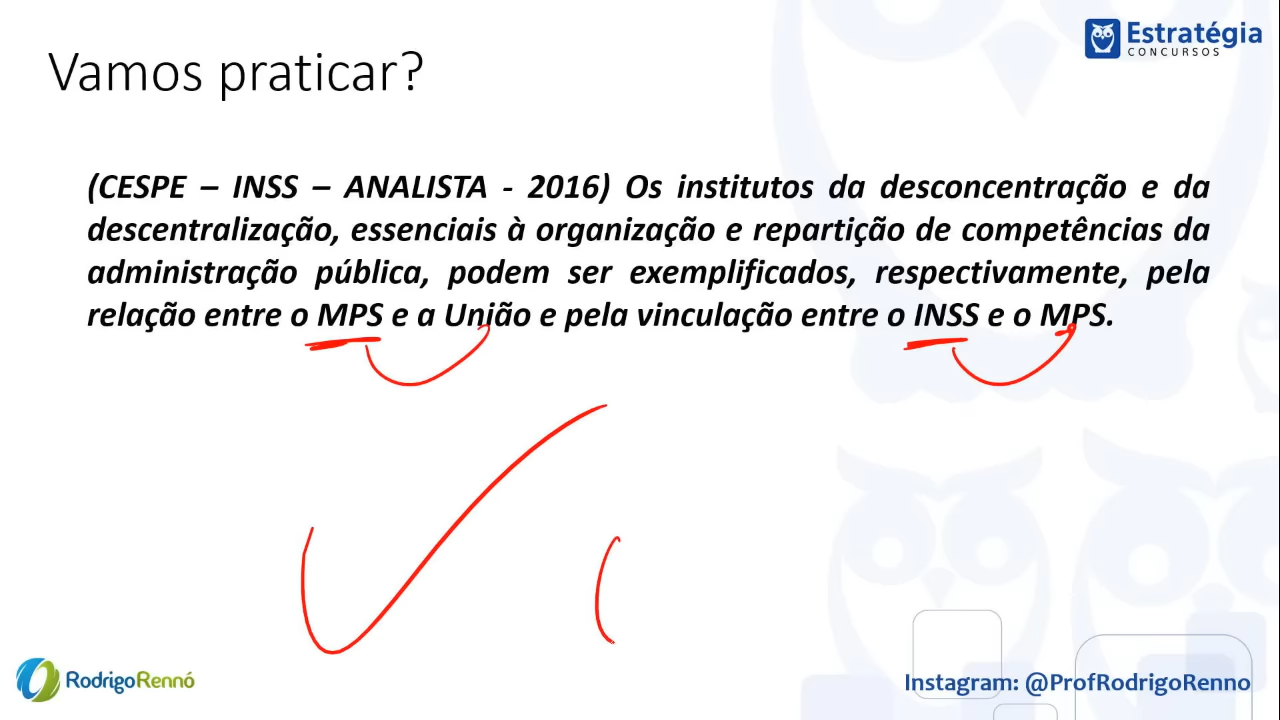 Vamos praticar?
Estratégia
CONCURSOS
(CESPE – INSS – ANALISTA - 2016) Os institutos da desconcentração e da
descentralização, essenciais à organização e repartição de competências da
administração pública, podem ser exemplificados, respectivamente, pela
relação entre o MPS e a União e pela vinculação entre o INSS e o MPS.
RodrigoRennó
Instagram: @ProfRodrigoRenno